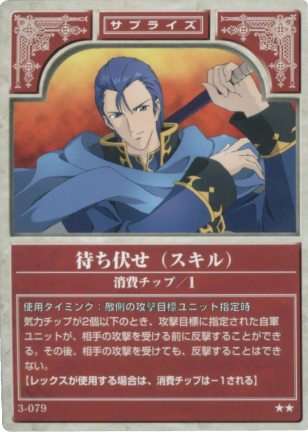 サプライズ
待ち伏せ（スキル）
消費チップ／1
使用タイミング：敵側の攻撃目標ユニット指定時
気力チップが2個以下のとき、攻撃目標に指定された自軍
ユニットが、相手の攻撃を受ける前に反撃することがで
きる。その後、相手の攻撃を受けても、反撃することはでき
ない。
【レックスが使用する場合は、消費チップは－1される】
3-079
★★